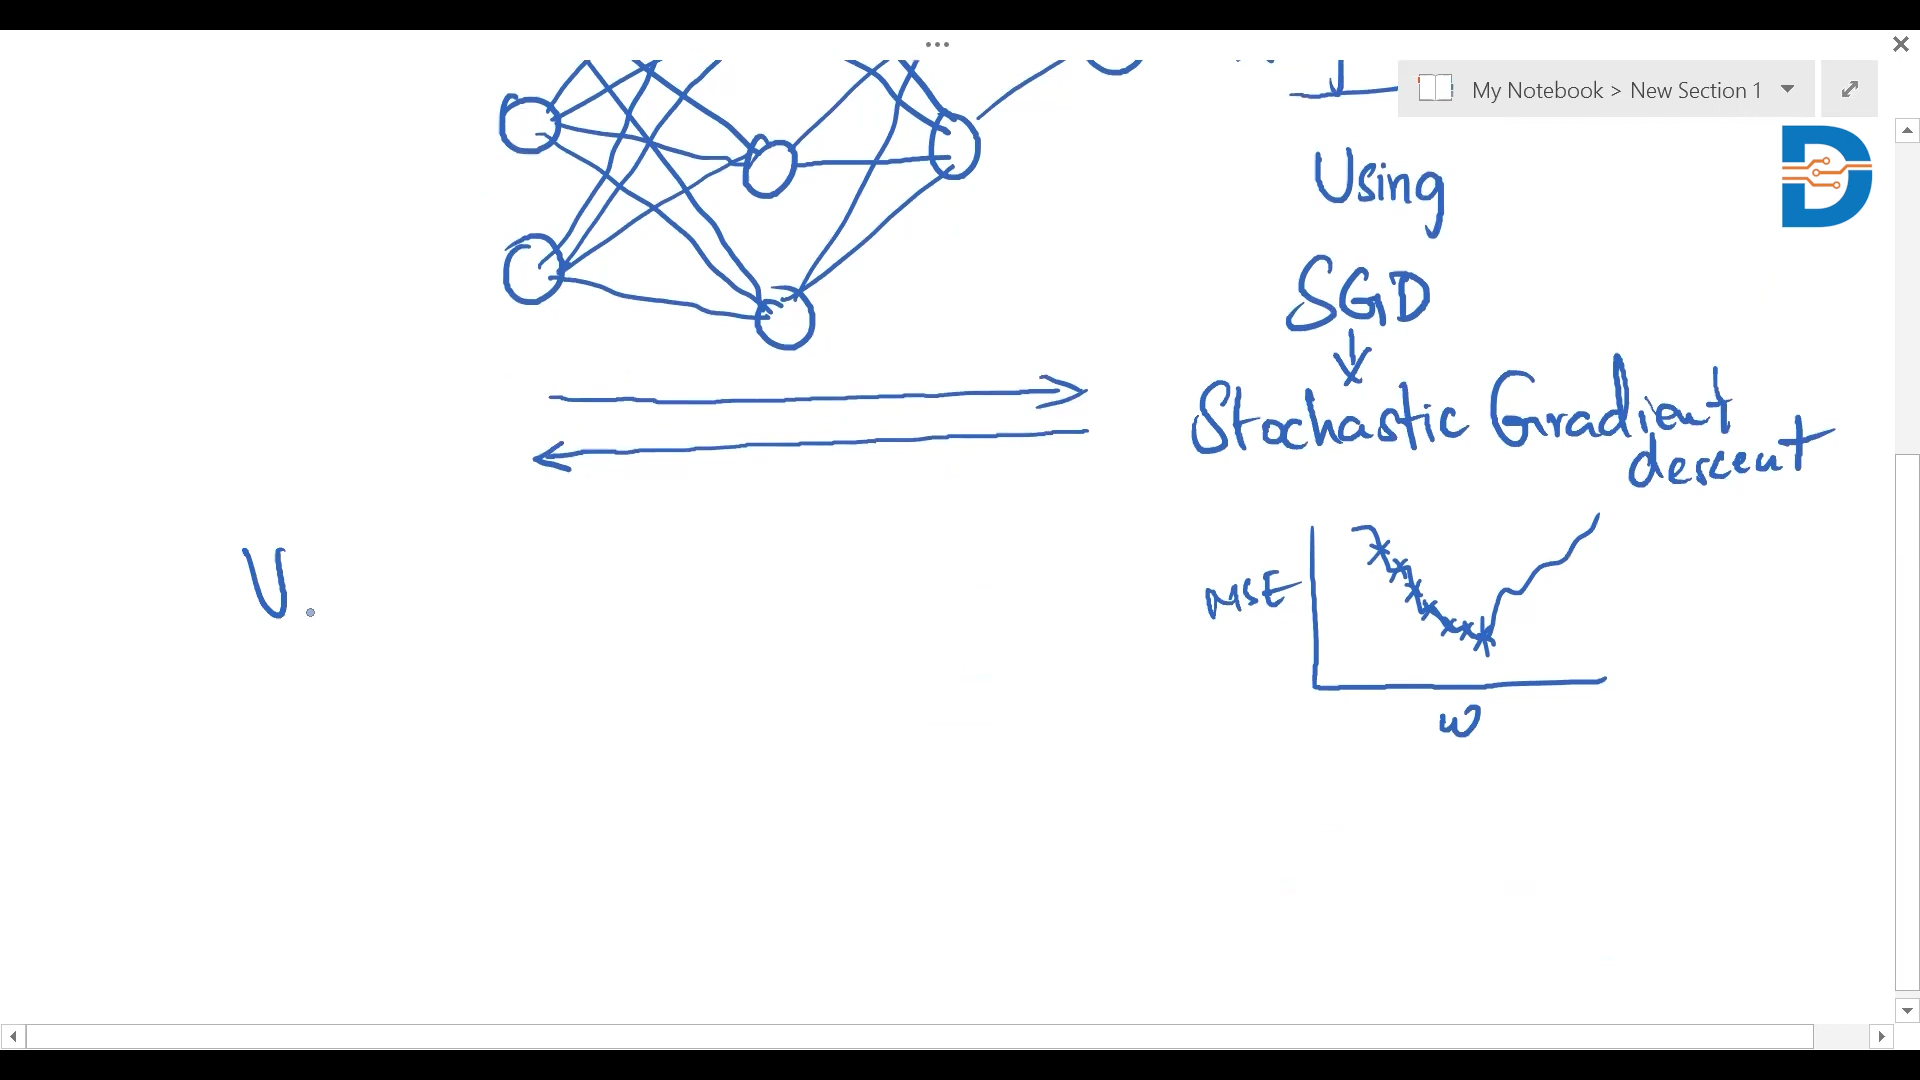 My Notebook > New Section 1
Using
SGD
Stochastic Gradient
descent
MSE
w
V